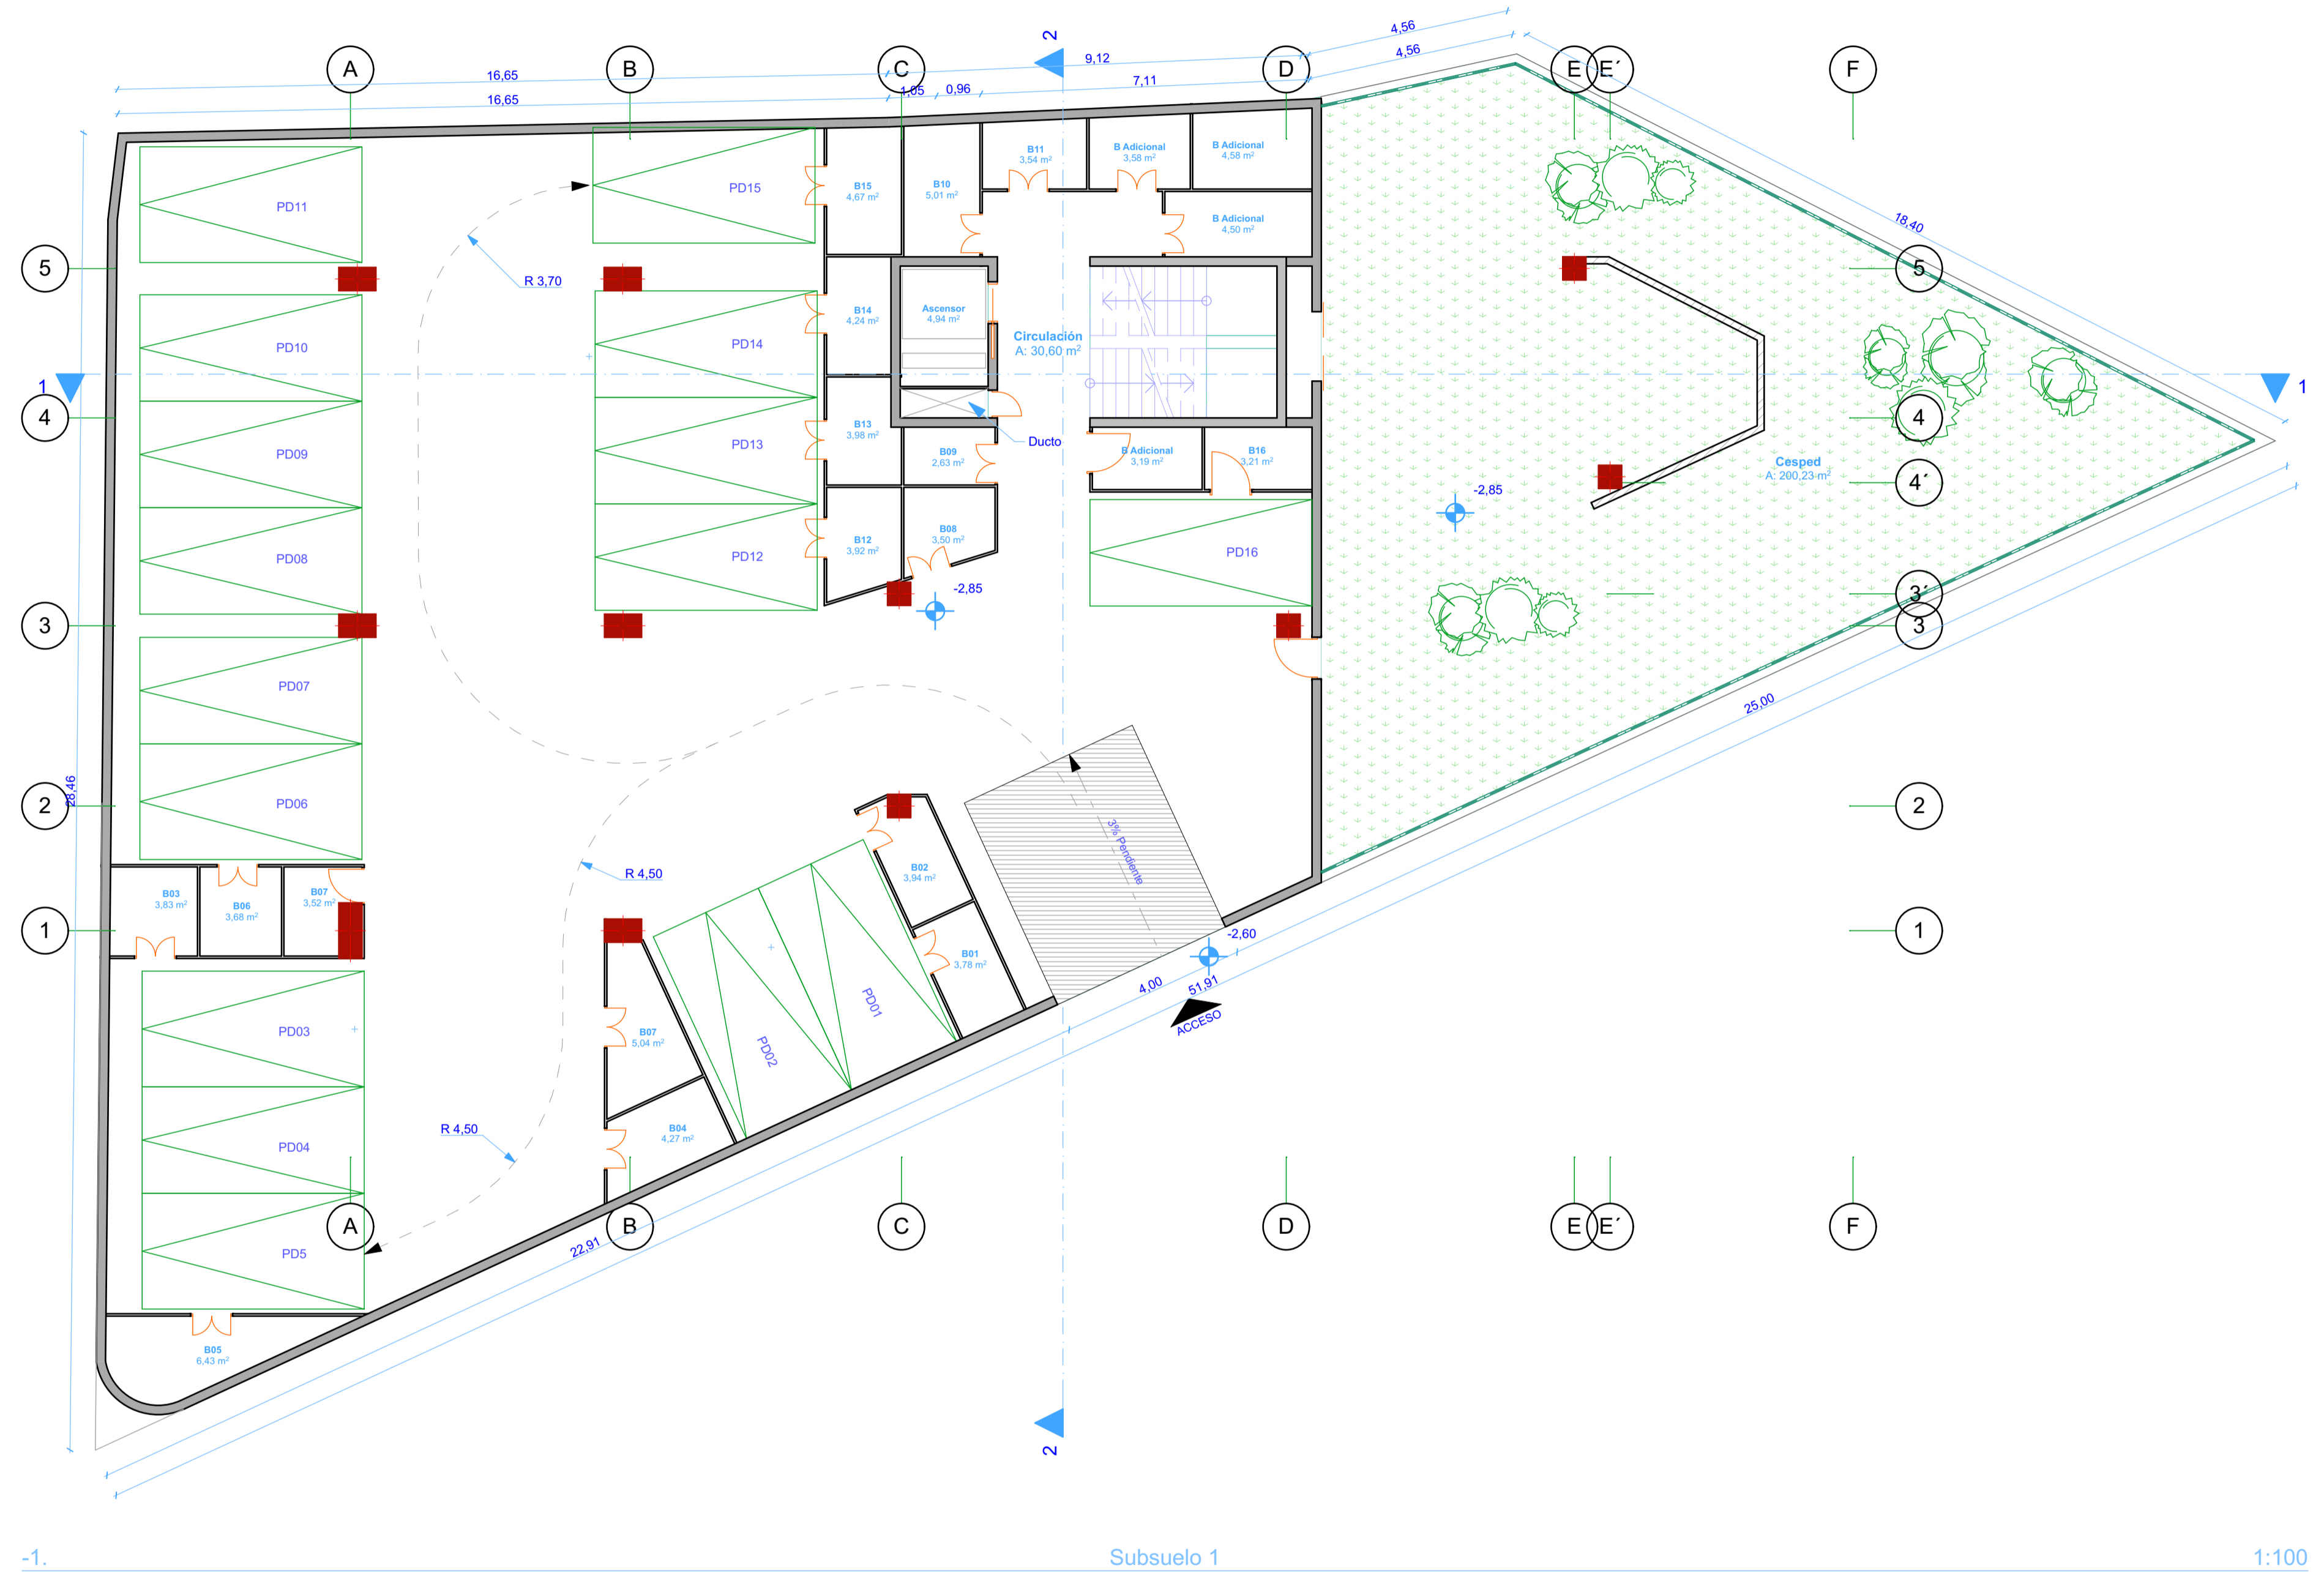 2
4,56
A
B
C
D
E
E´
F
16,65
9,12
4,56
16,65
1,05
0,96
7,11
PD11
PD15
B15
4,67 m²
B10
5,01 m²
B11
3,54 m²
B Adicional
3,58 m²
B Adicional
4,58 m²
B Adicional
4,50 m²
18,40
5
R 3,70
5
PD10
PD14
B14
4,24 m²
Ascensor
4,94 m²
Circulación
A: 30,60 m²
1
1
4
4
PD09
PD13
B13
3,98 m²
B09
2,63 m²
Ducto
B Adicional
3,19 m²
B16
3,21 m²
Cesped
A: 200,23 m²
4´
-2,85
PD08
PD12
B12
3,92 m²
B08
3,50 m²
-2,85
PD16
3´
3
3
PD07
25,00
28,46
2
PD06
2
3% Pendiente
R 4,50
B03
3,83 m²
B06
3,68 m²
B07
3,52 m²
B02
3,94 m²
1
1
-2,60
B01
3,78 m²
4,00
51,91
ACCESO
PD03
B07
5,04 m²
PD02
PD01
R 4,50
B04
4,27 m²
PD04
PD5
22,91
A
B
C
D
E
E´
F
B05
6,43 m²
2
-1.
Subsuelo 1
1:100